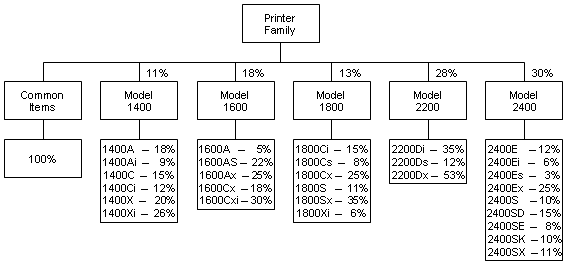 Printer
Family
11%
18%
13%
28%
30%
Common
Items
Model
1400
Model
1600
Model
1800
Model
2200
Model
2400
100%
1400A – 18%
1400Ai – 9%
1400C – 15%
1400Ci – 12%
1400X – 20%
1400Xi – 26%
1600A – 5%
1600AS – 22%
1600Ax – 25%
1600Cx – 18%
1600Cxi – 30%
1800Ci – 15%
1800Cs – 8%
1800Cx – 25%
1800S – 11%
1800Sx – 35%
1800Xi – 6%
2200Di – 35%
2200Ds – 12%
2200Dx – 53%
2400E – 12%
2400Ei – 6%
2400Es – 3%
2400Ex – 25%
2400S – 10%
2400SD – 15%
2400SE – 8%
2400SK – 10%
2400SX – 11%